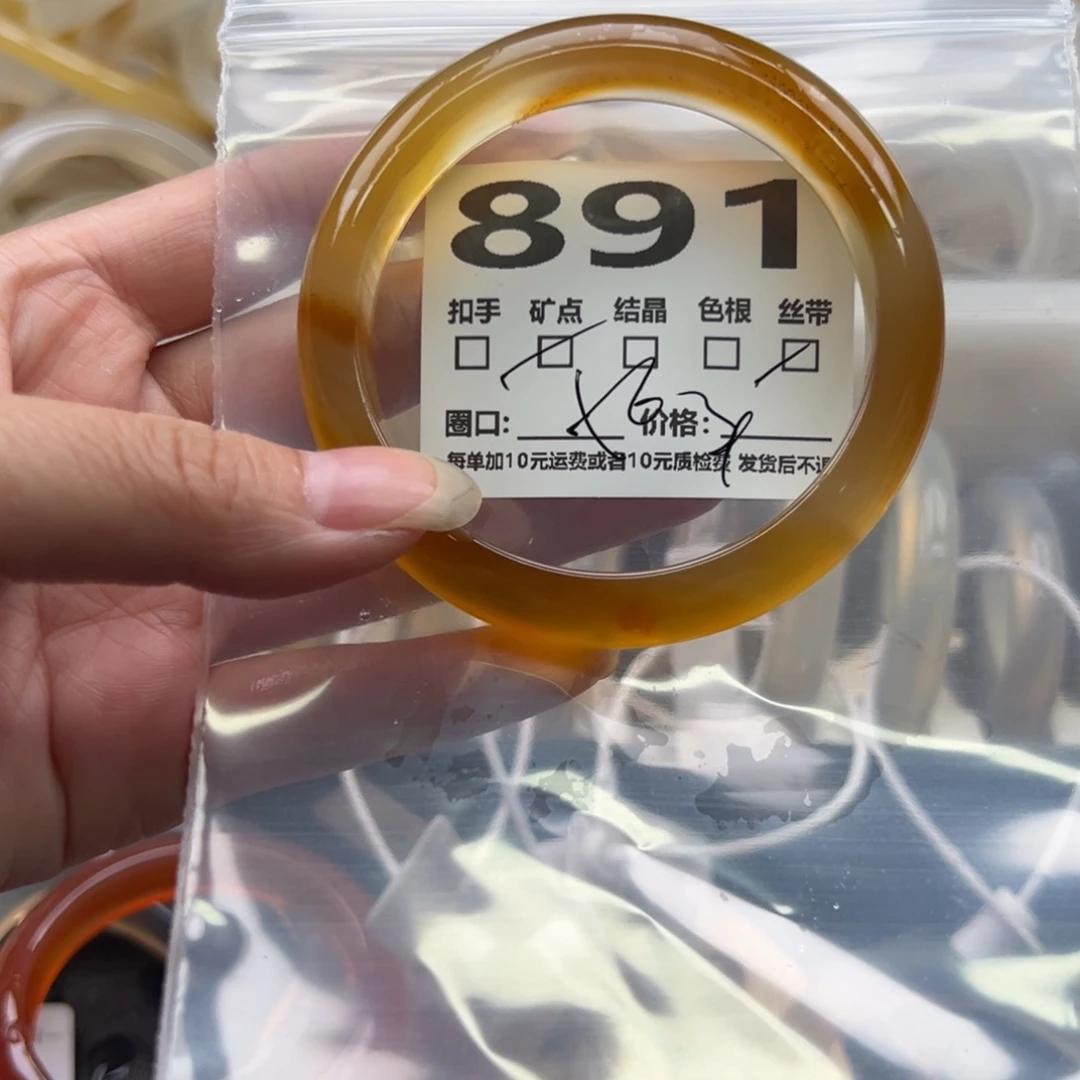 891
扣手 矿点 结晶 色根 丝带
圈口: 价格:
每单加10元运费或者10元质检费 发货后不退